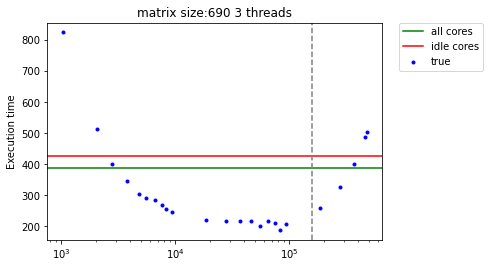 matrix size:690 3 threads
all cores
idle cores
true
Execution time
800
700
600
500
400
300
200
10³
10⁴
10⁵